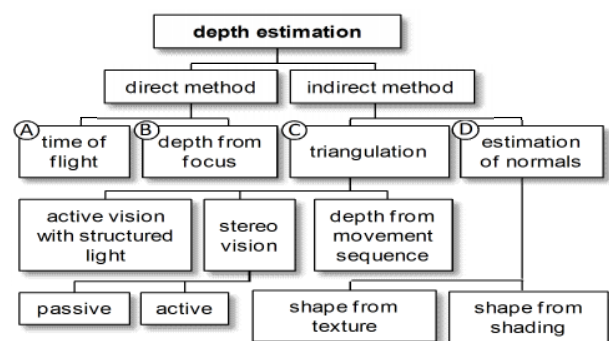 depth estimation
direct method
indirect method
A
time of
flight
B
depth from
focus
C
triangulation
D
estimation
of normals
active vision
with structured
light
stereo
vision
depth from
movement
sequence
passive
active
shape from
texture
shape from
shading